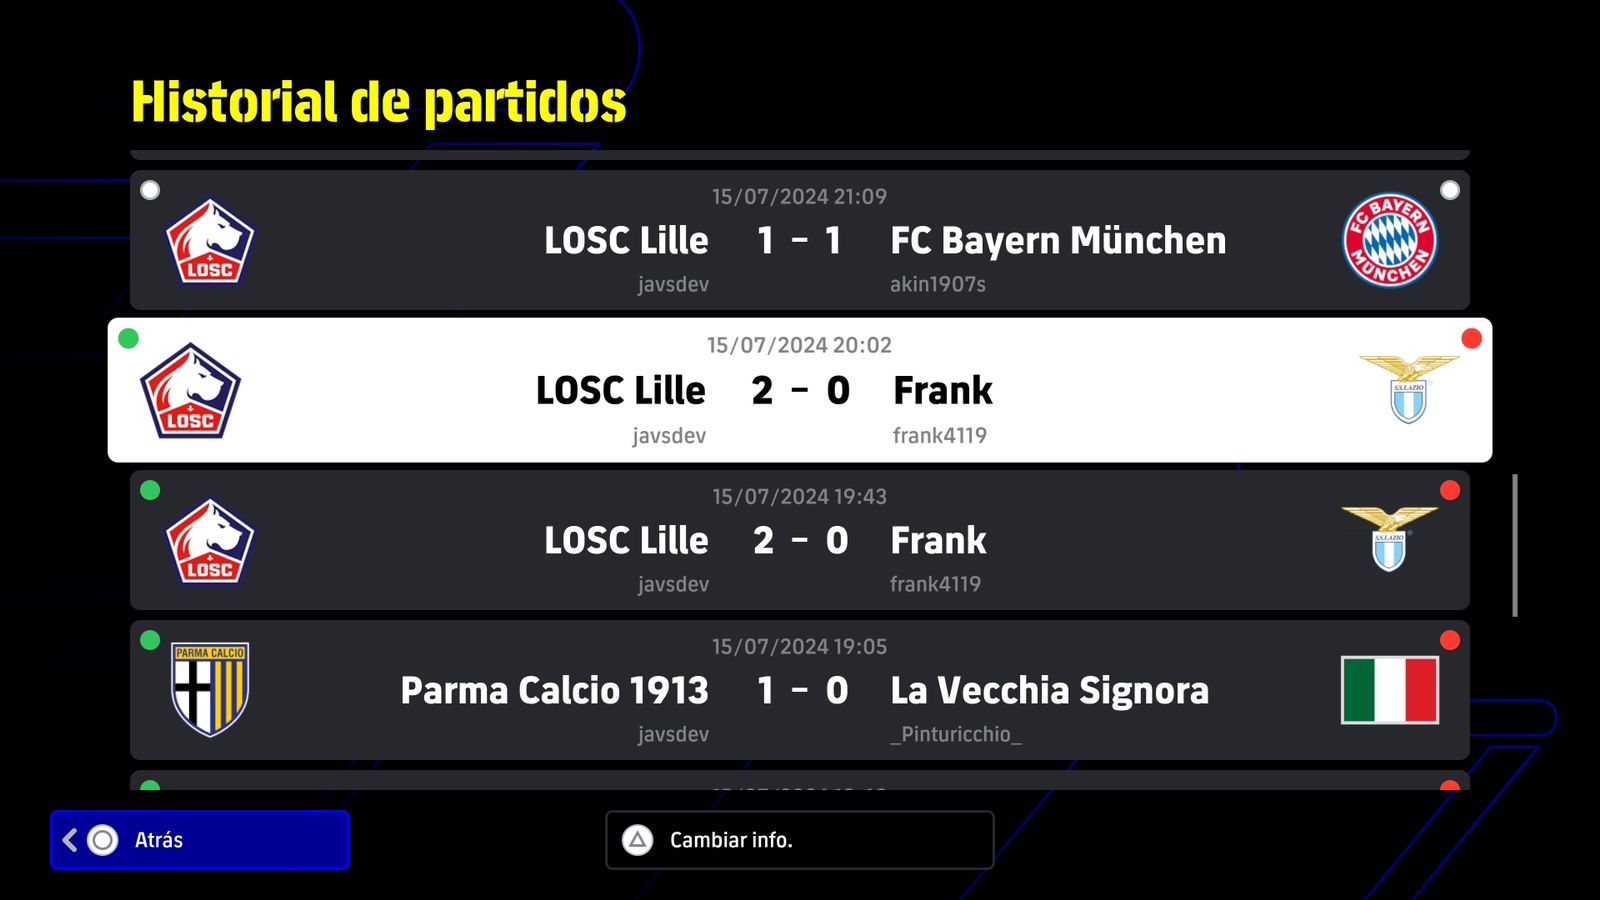 Historial de partidos
15/07/2024 21:09
LOSC Lille 1 - 1 FC Bayern München
javsdev akin1907s
LOSC
FC BAYERN
MÜNCHEN
15/07/2024 20:02
LOSC Lille 2 - 0 Frank
javsdev frank4119
LOSC
S.S.LAZIO
15/07/2024 19:43
LOSC Lille 2 - 0 Frank
javsdev frank4119
LOSC
S.S.LAZIO
15/07/2024 19:05
PARMA CALCIO
Parma Calcio 1913 1 - 0 La Vecchia Signora
javsdev _Pinturicchio_
Atrás
Cambiar info.